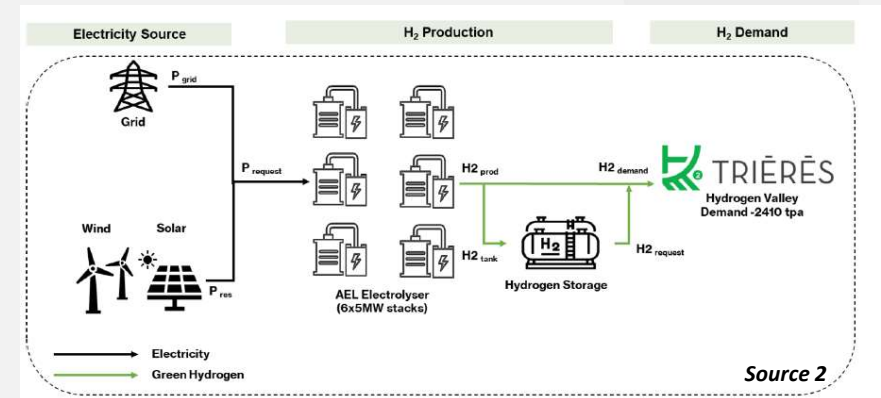 Electricity Source
H₂ Production
H₂ Demand
P grid
Grid
P request
H2 prod
H2 demand
TRIĒRĒS
Hydrogen Valley
Demand -2410 tpa
Wind
Solar
P res
H2 tank
H₂
H2 request
Hydrogen Storage
AEL Electrolyser
(6x5MW stacks)
Electricity
Green Hydrogen
Source 2